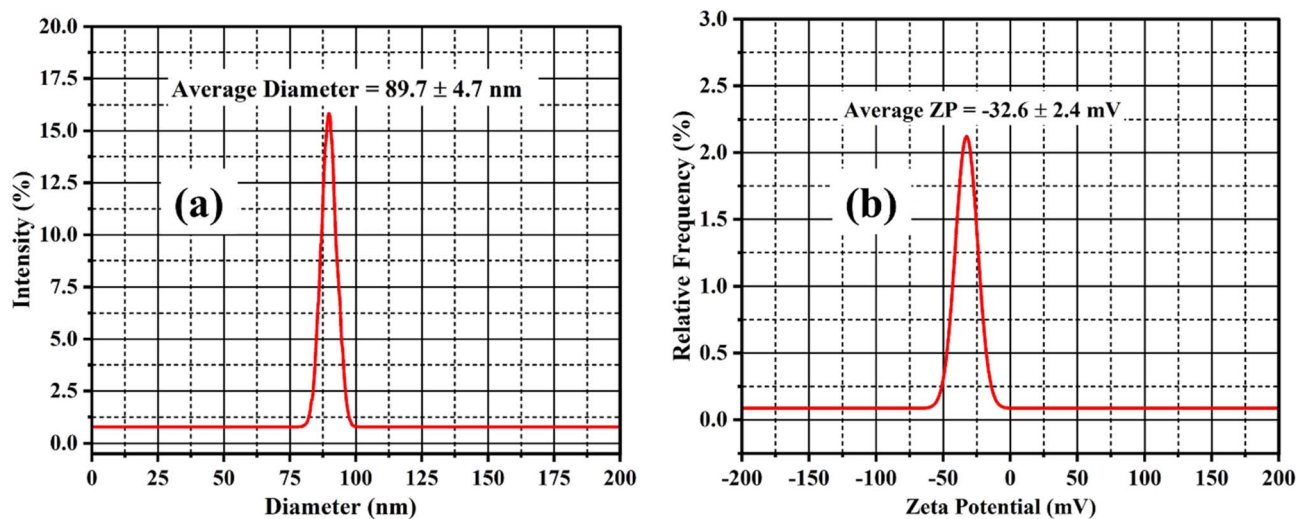 20.0
17.5
15.0
12.5
10.0
7.5
5.0
2.5
0.0
Intensity (%)
Average Diameter = 89.7 ± 4.7 nm
(a)
0 25 50 75 100 125 150 175 200
Diameter (nm)
3.0
2.5
2.0
1.5
1.0
0.5
0.0
Relative Frequency (%)
Average ZP = -32.6 ± 2.4 mV
(b)
-200 -150 -100 -50 0 50 100 150 200
Zeta Potential (mV)